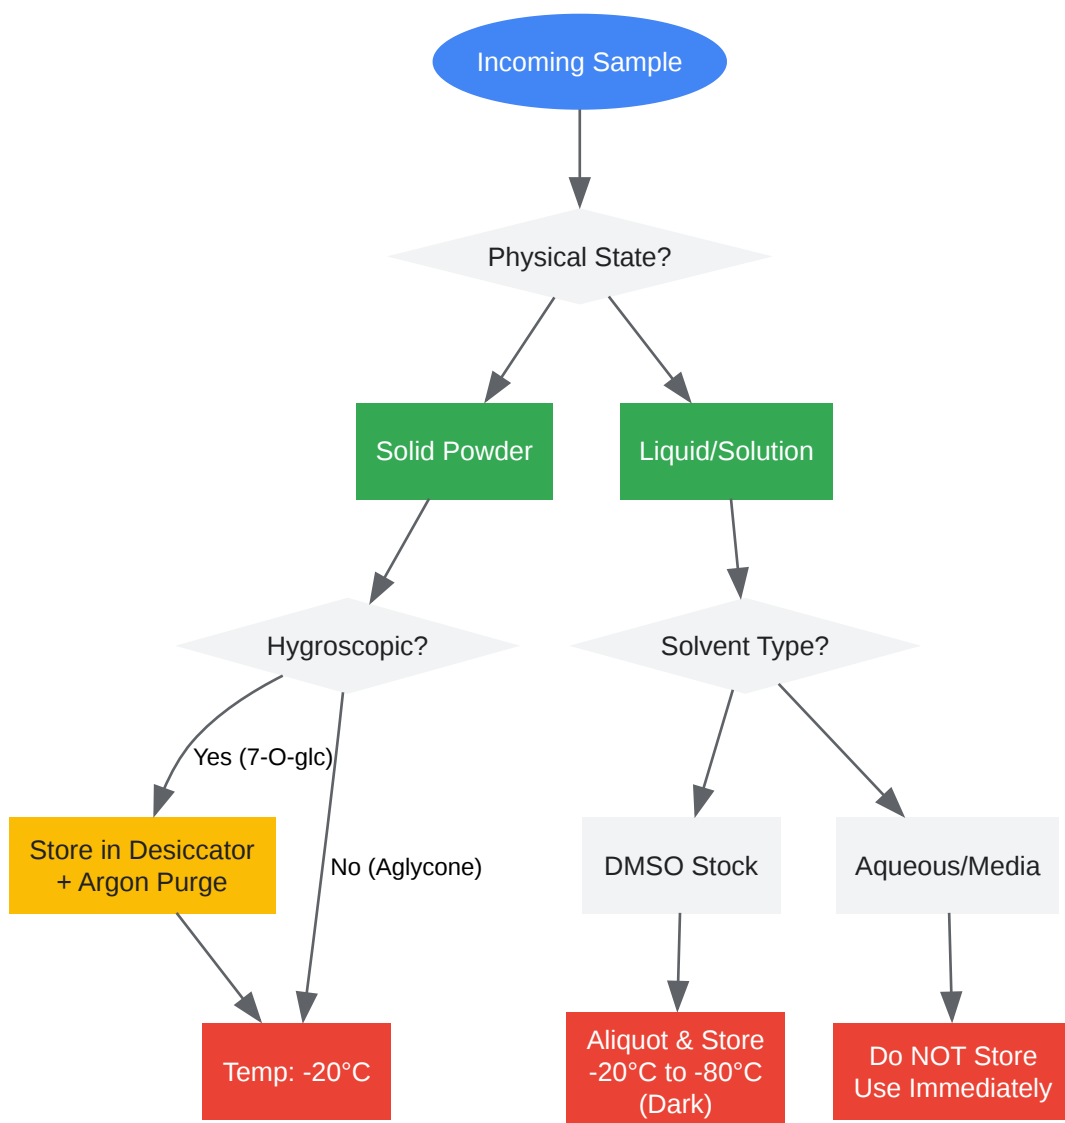 Incoming Sample
Physical State?
Solid Powder
Liquid/Solution
Hygroscopic?
Solvent Type?
Yes (7-O-glc)
Store in Desiccator
+ Argon Purge
No (Aglycone)
DMSO Stock
Aqueous/Media
Temp: -20°C
Aliquot & Store
-20°C to -80°C
(Dark)
Do NOT Store
Use Immediately